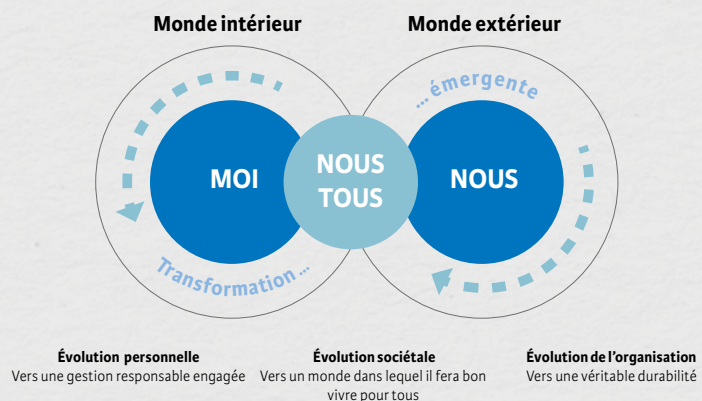 Monde intérieur
Monde extérieur
...émergente
MOI
NOUS
TOUS
NOUS
Transformation...
Évolution personnelle
Vers une gestion responsable engagée
Évolution sociétale
Vers un monde dans lequel il fera bon
vivre pour tous
Évolution de l'organisation
Vers une véritable durabilité